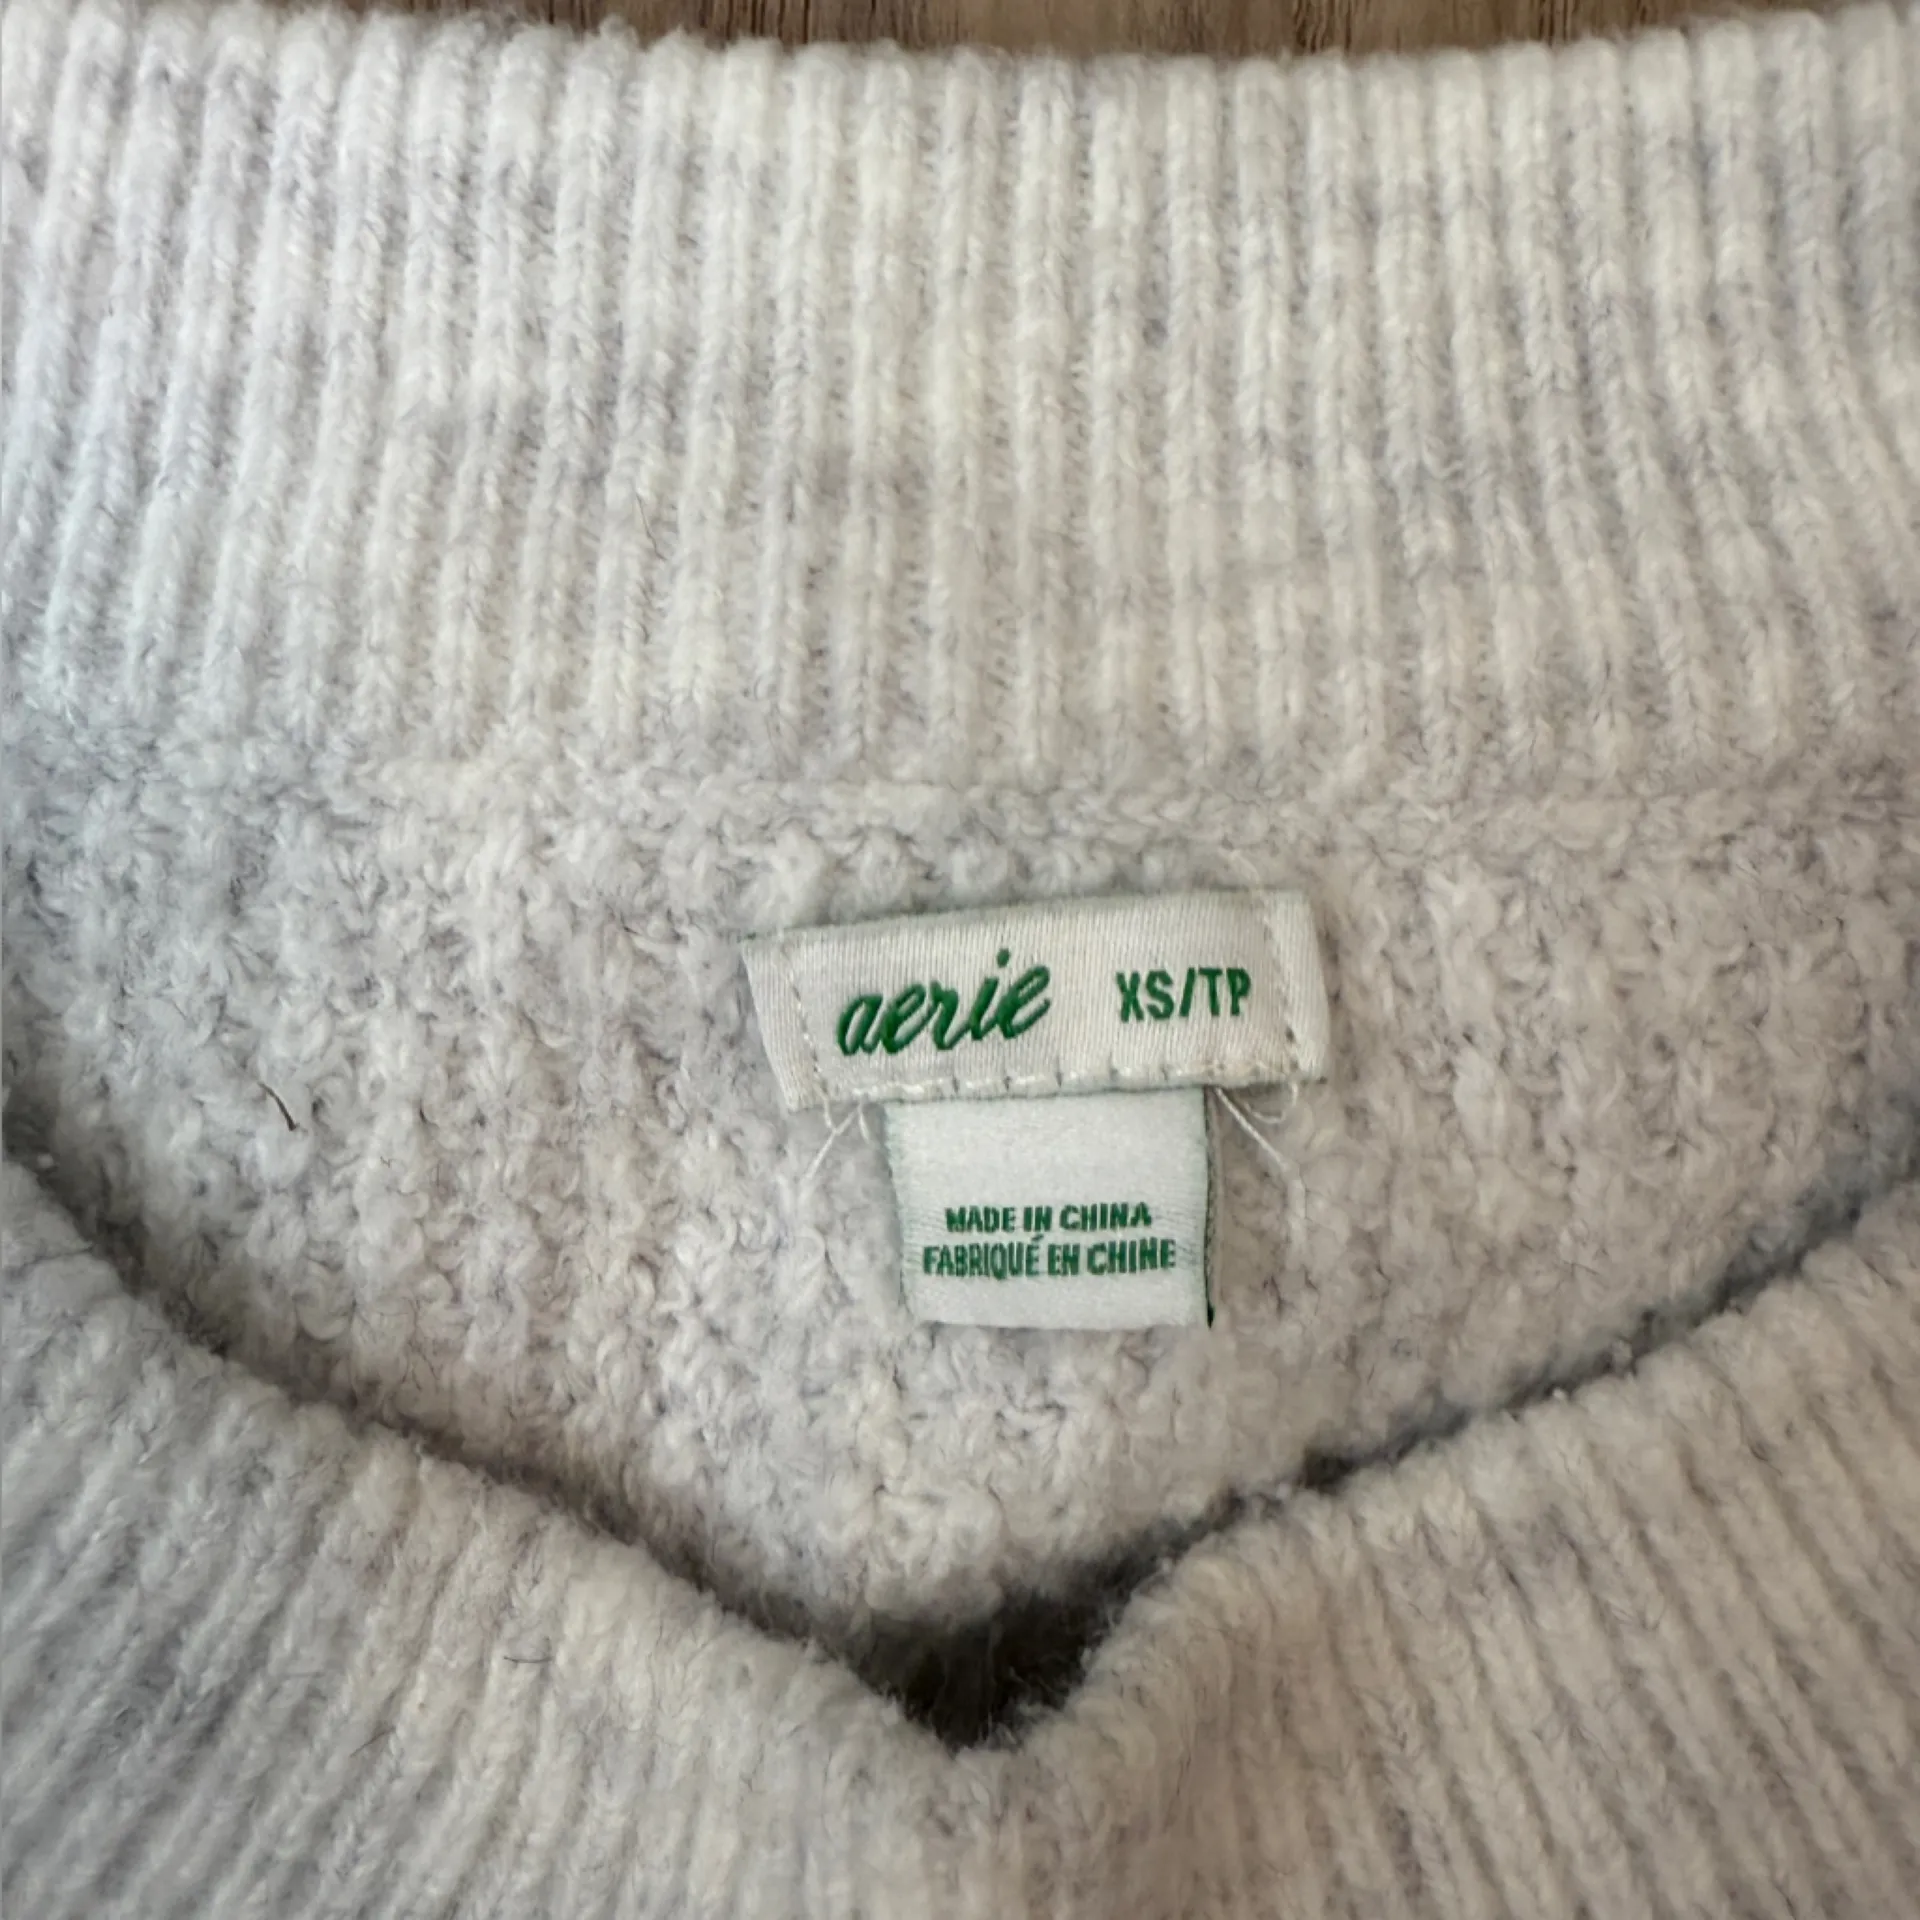 aerie XS/TP
MADE IN CHINA
FABRIQUÉ EN CHINE